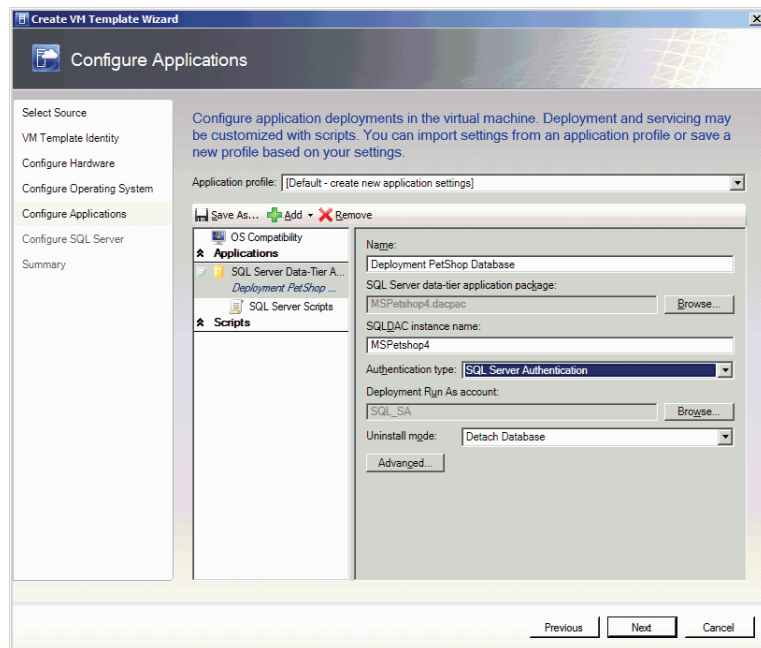 Create VM Template Wizard
Configure Applications
Select Source
VM Template Identity
Configure Hardware
Configure Operating System
Configure Applications
Configure SQL Server
Summary
Configure application deployments in the virtual machine. Deployment and servicing may
be customized with scripts. You can import settings from an application profile or save a
new profile based on your settings.
Application profile: [Default - create new application settings]
Save As... Add Remove
OS Compatibility
Applications
SQL Server Data-Tier A...
Deployment PetShop ...
SQL Server Scripts
Scripts
Name:
Deployment PetShop Database
SQL Server data-tier application package:
MSPetshop4.dacpac Browse...
SQLDAC instance name:
MSPetshop4
Authentication type: SQL Server Authentication
Deployment Run As account:
SQL_SA Browse...
Uninstall mode: Detach Database
Advanced...
Previous Next Cancel